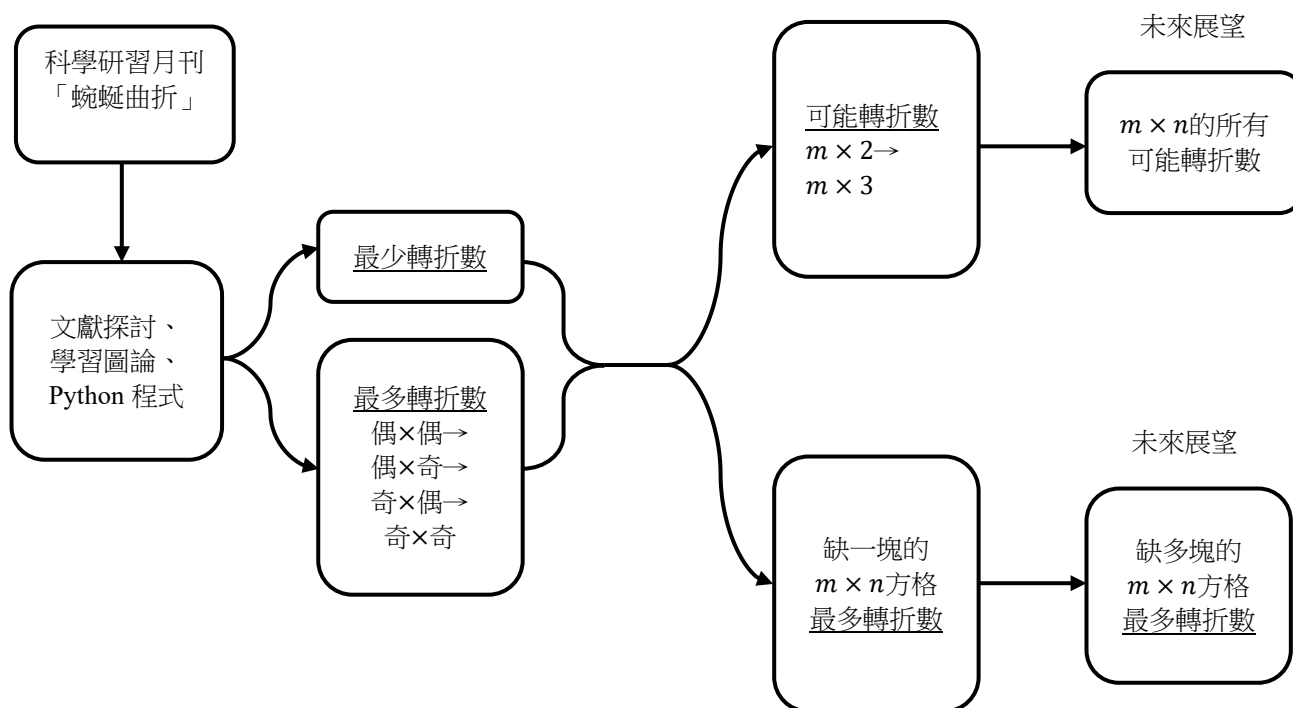 科學研習月刊
「蜿蜒曲折」
文獻探討、
學習圖論、
Python 程式
最少轉折數
最多轉折數
偶×偶→
偶×奇→
奇×偶→
奇×奇
可能轉折數
m × 2→
m × 3
未來展望
m × n的所有
可能轉折數
缺一塊的
m × n方格
最多轉折數
未來展望
缺多塊的
m × n方格
最多轉折數